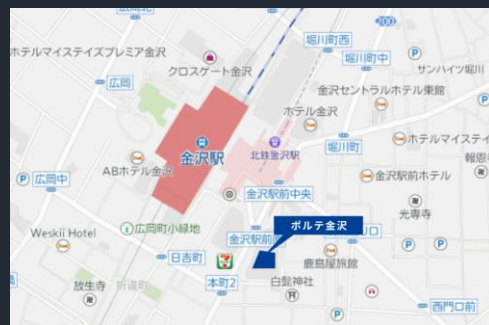 200
堀川町西
ホテルマイステイズプレミア金沢
P
クロスゲート金沢
堀川町中
サンハイツ堀川
広岡
金沢セントラルホテル東館
ホテル金沢
P
金沢駅
北鉄金沢駅
堀川町
ホテルマイステイ
ABホテル金沢
P
広岡中
金沢駅前ホテル
報恩
金沢駅前中央
光専寺
広岡町小緑地
ポルテ金沢
Weskii Hotel
金沢駅前
口
P
P
日吉町
鹿島屋旅館
放生寺
折違町
本町2
白髭神社
西門口前
P